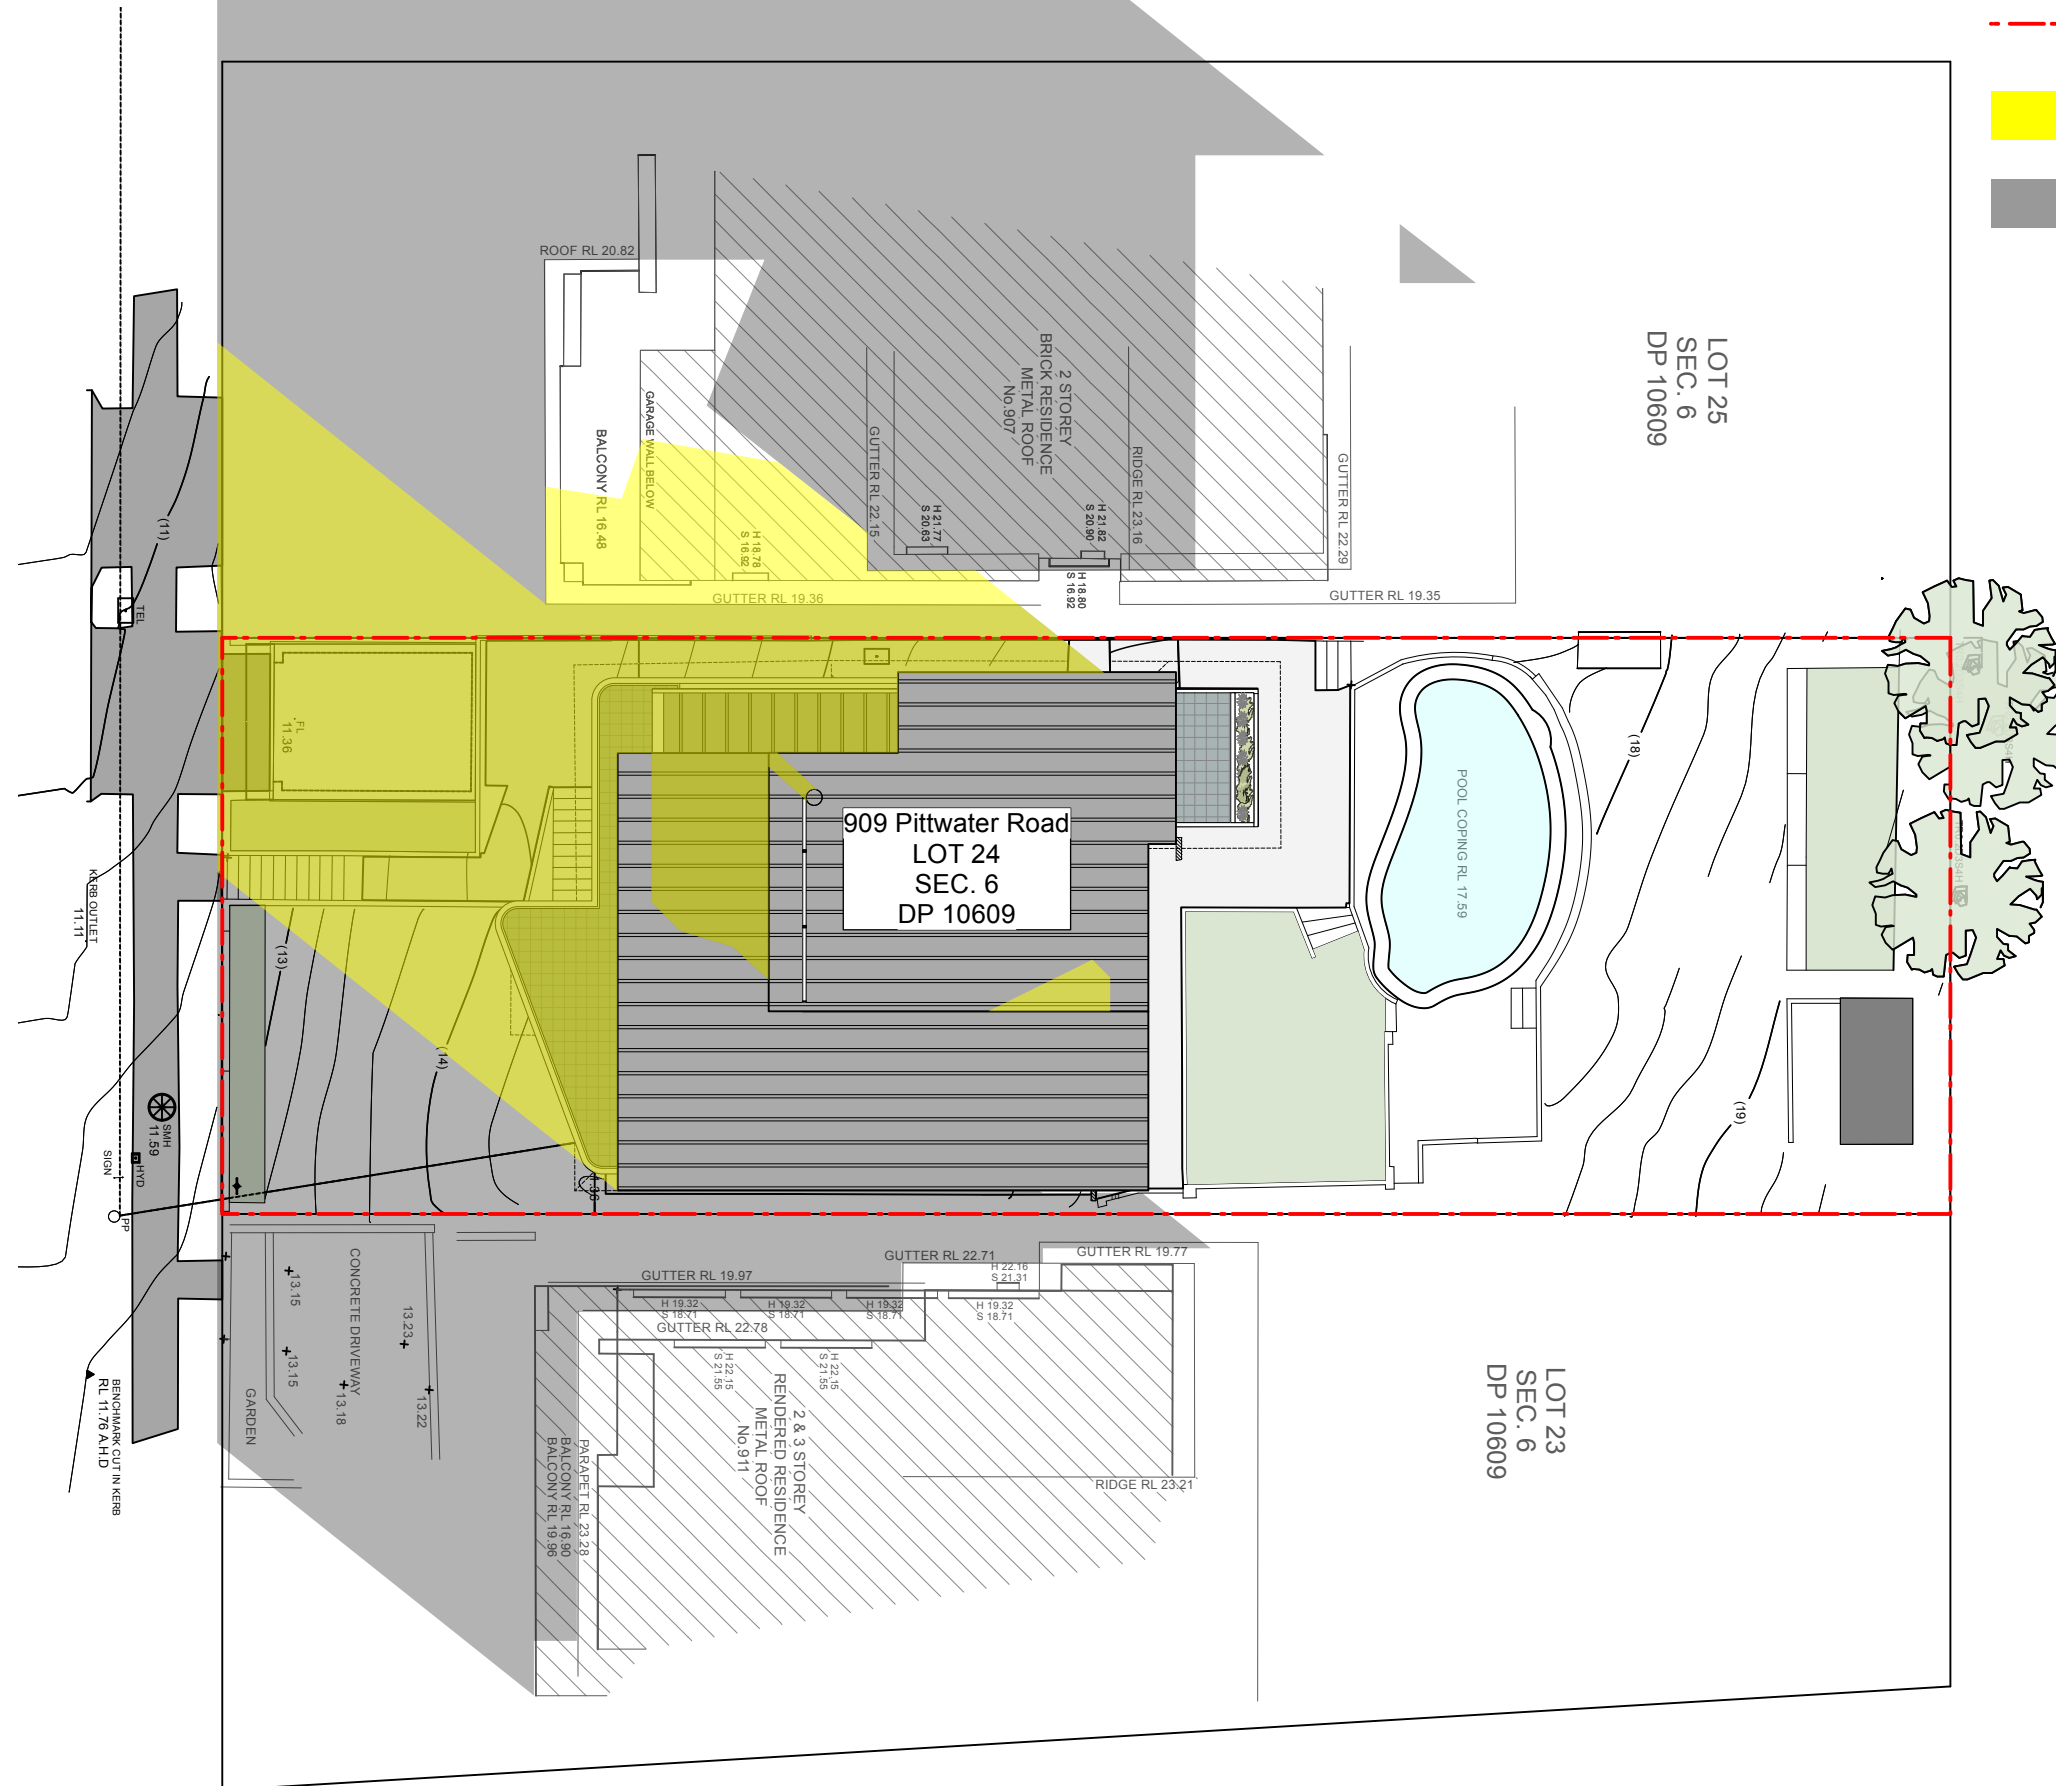 ROOF RL 20.82
2 STOREY
BRICK RESIDENCE
METAL ROOF
No.907
LOT 25
SEC. 6
DP 10609
GARAGE WALL BELOW
BALCONY RL 16.48
GUTTER RL 22.15
RIDGE RL 23.16
GUTTER RL 22.29
H 21.77
S 20.63
H 21.82
S 20.90
H 18.78
S 16.92
H 18.80
S 16.92
GUTTER RL 19.36
GUTTER RL 19.35
(11)
TEL
FL
11.36
909 Pittwater Road
LOT 24
SEC. 6
DP 10609
POOL COPING RL 17.59
(18)
(19)
KERB OUTLET
11.11
(13)
(14)
SMH
11.59
HYD
SIGN
PP
GUTTER RL 22.71
GUTTER RL 19.77
GUTTER RL 19.97
H 22.16
S 21.31
H 19.32
S 18.71
H 19.32
S 18.71
H 19.32
S 18.71
H 19.32
S 18.71
GUTTER RL 22.78
H 22.15
S 21.55
H 22.15
S 21.55
CONCRETE DRIVEWAY
13.15
13.23
13.15
13.18
13.22
GARDEN
2 & 3 STOREY
RENDERED RESIDENCE
METAL ROOF
No.911
PARAPET RL 23.28
BALCONY RL 16.90
BALCONY RL 19.96
RIDGE RL 23.21
LOT 23
SEC. 6
DP 10609
BENCHMARK CUT IN KERB
RL 11.76 A.H.D